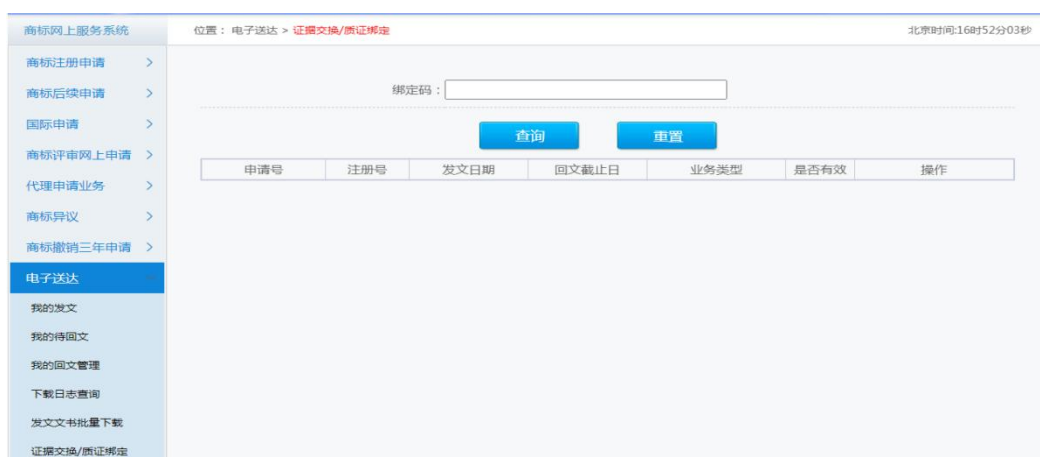 商标网上服务系统
位置： 电子送达 > 证据交换/质证绑定
北京时间:16时52分03秒
商标注册申请 >
商标后续申请 >
国际申请 >
商标评审网上申请 >
代理申请业务 >
商标异议 >
商标撤销三年申请 >
电子送达
我的发文
我的待回文
我的回文管理
下载日志查询
发文文书批量下载
证据交换/质证绑定
绑定码：
查询 重置
申请号 注册号 发文日期 回文截止日 业务类型 是否有效 操作